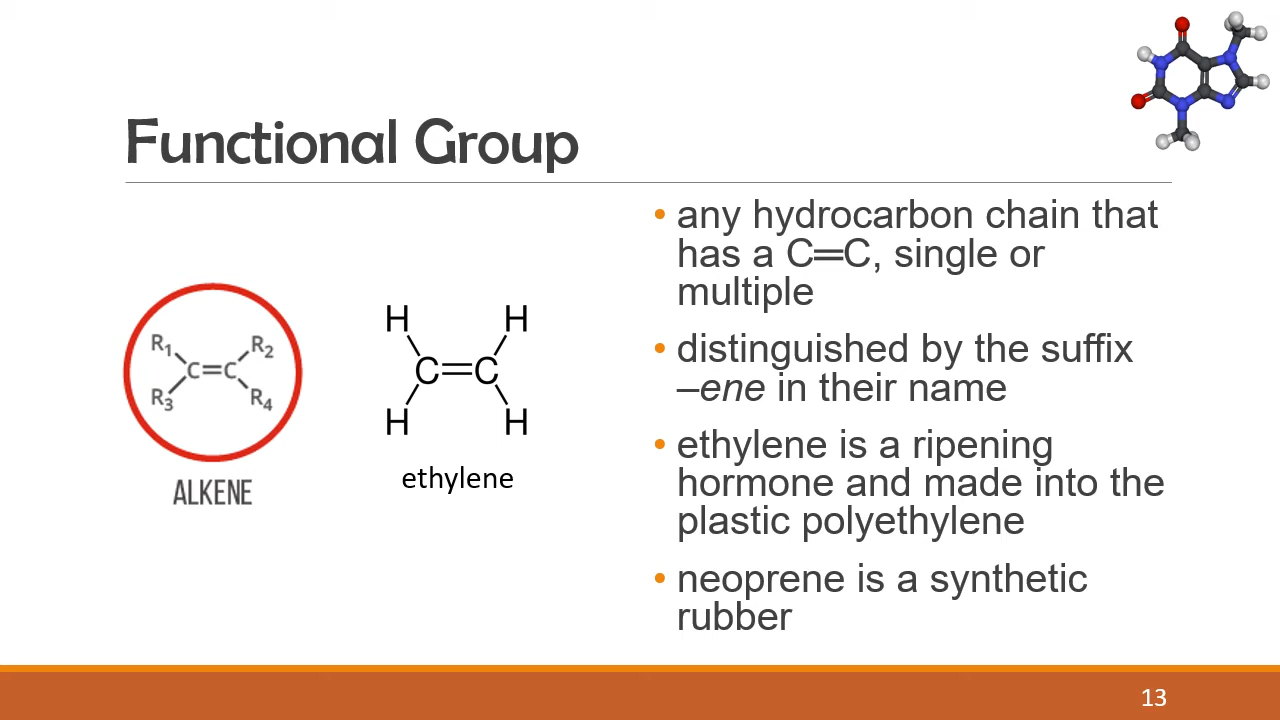 Functional Group
R1 R2
C=C
R3 R4
ALKENE
H H
C=C
H H
ethylene
• any hydrocarbon chain that
has a C═C, single or
multiple
• distinguished by the suffix
–ene in their name
• ethylene is a ripening
hormone and made into the
plastic polyethylene
• neoprene is a synthetic
rubber
13